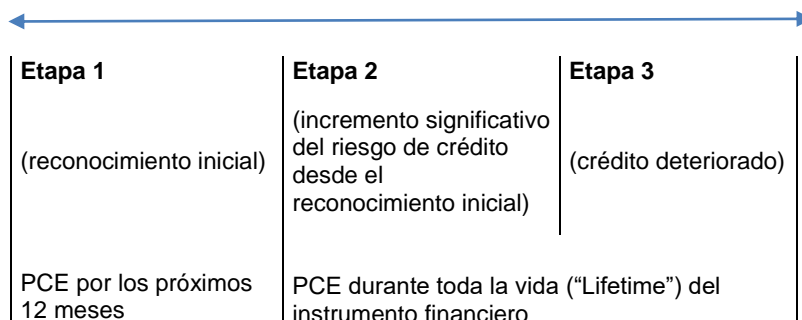 Etapa 1
Etapa 2
Etapa 3
(reconocimiento inicial)
(incremento significativo
del riesgo de crédito
desde el
reconocimiento inicial)
(crédito deteriorado)
PCE por los próximos
12 meses
PCE durante toda la vida (“Lifetime”) del
instrumento financiero